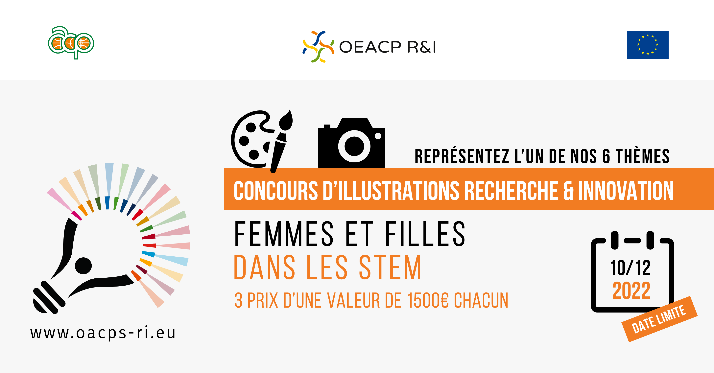 acp
OEACP R&I
REPRÉSENTEZ L'UN DE NOS 6 THÈMES
CONCOURS D'ILLUSTRATIONS RECHERCHE & INNOVATION
FEMMES ET FILLES
DANS LES STEM
3 PRIX D'UNE VALEUR DE 1500€ CHACUN
10/12
2022
DATE LIMITE
www.oacps-ri.eu